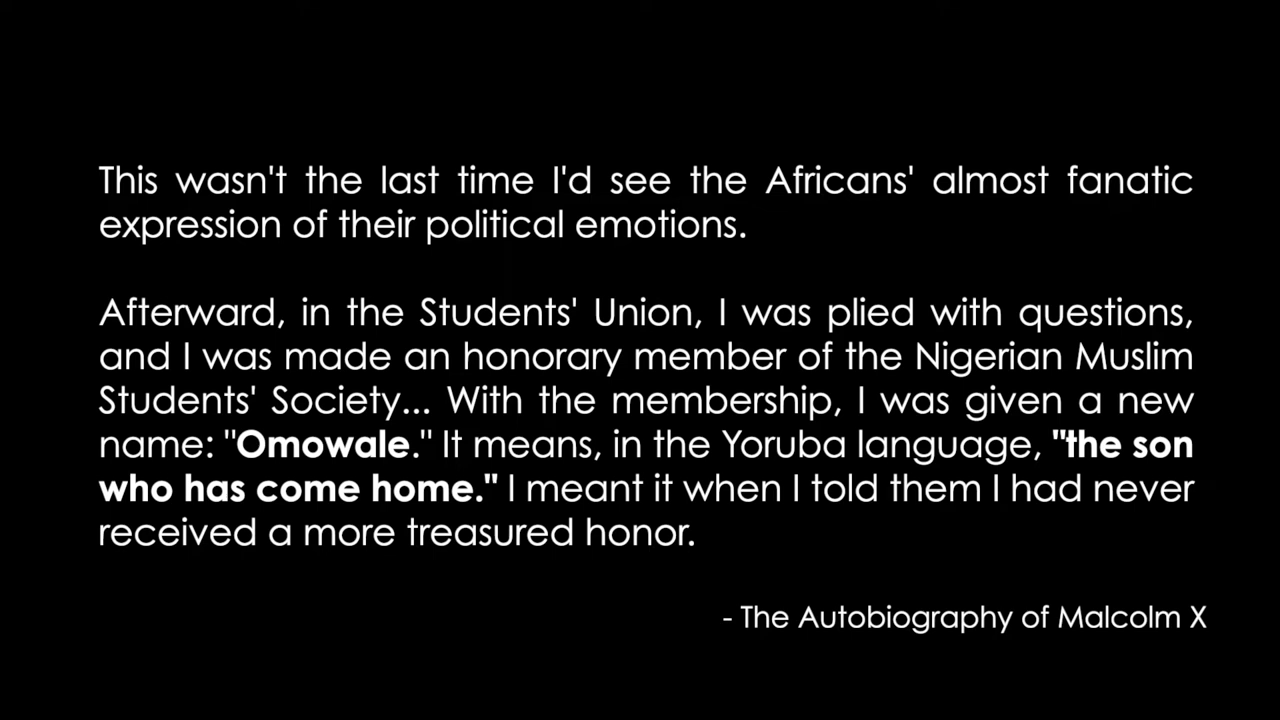 This wasn't the last time I'd see the Africans' almost fanatic
expression of their political emotions.
Afterward, in the Students' Union, I was plied with questions,
and I was made an honorary member of the Nigerian Muslim
Students' Society... With the membership, I was given a new
name: "Omowale." It means, in the Yoruba language, "the son
who has come home." I meant it when I told them I had never
received a more treasured honor.
- The Autobiography of Malcolm X